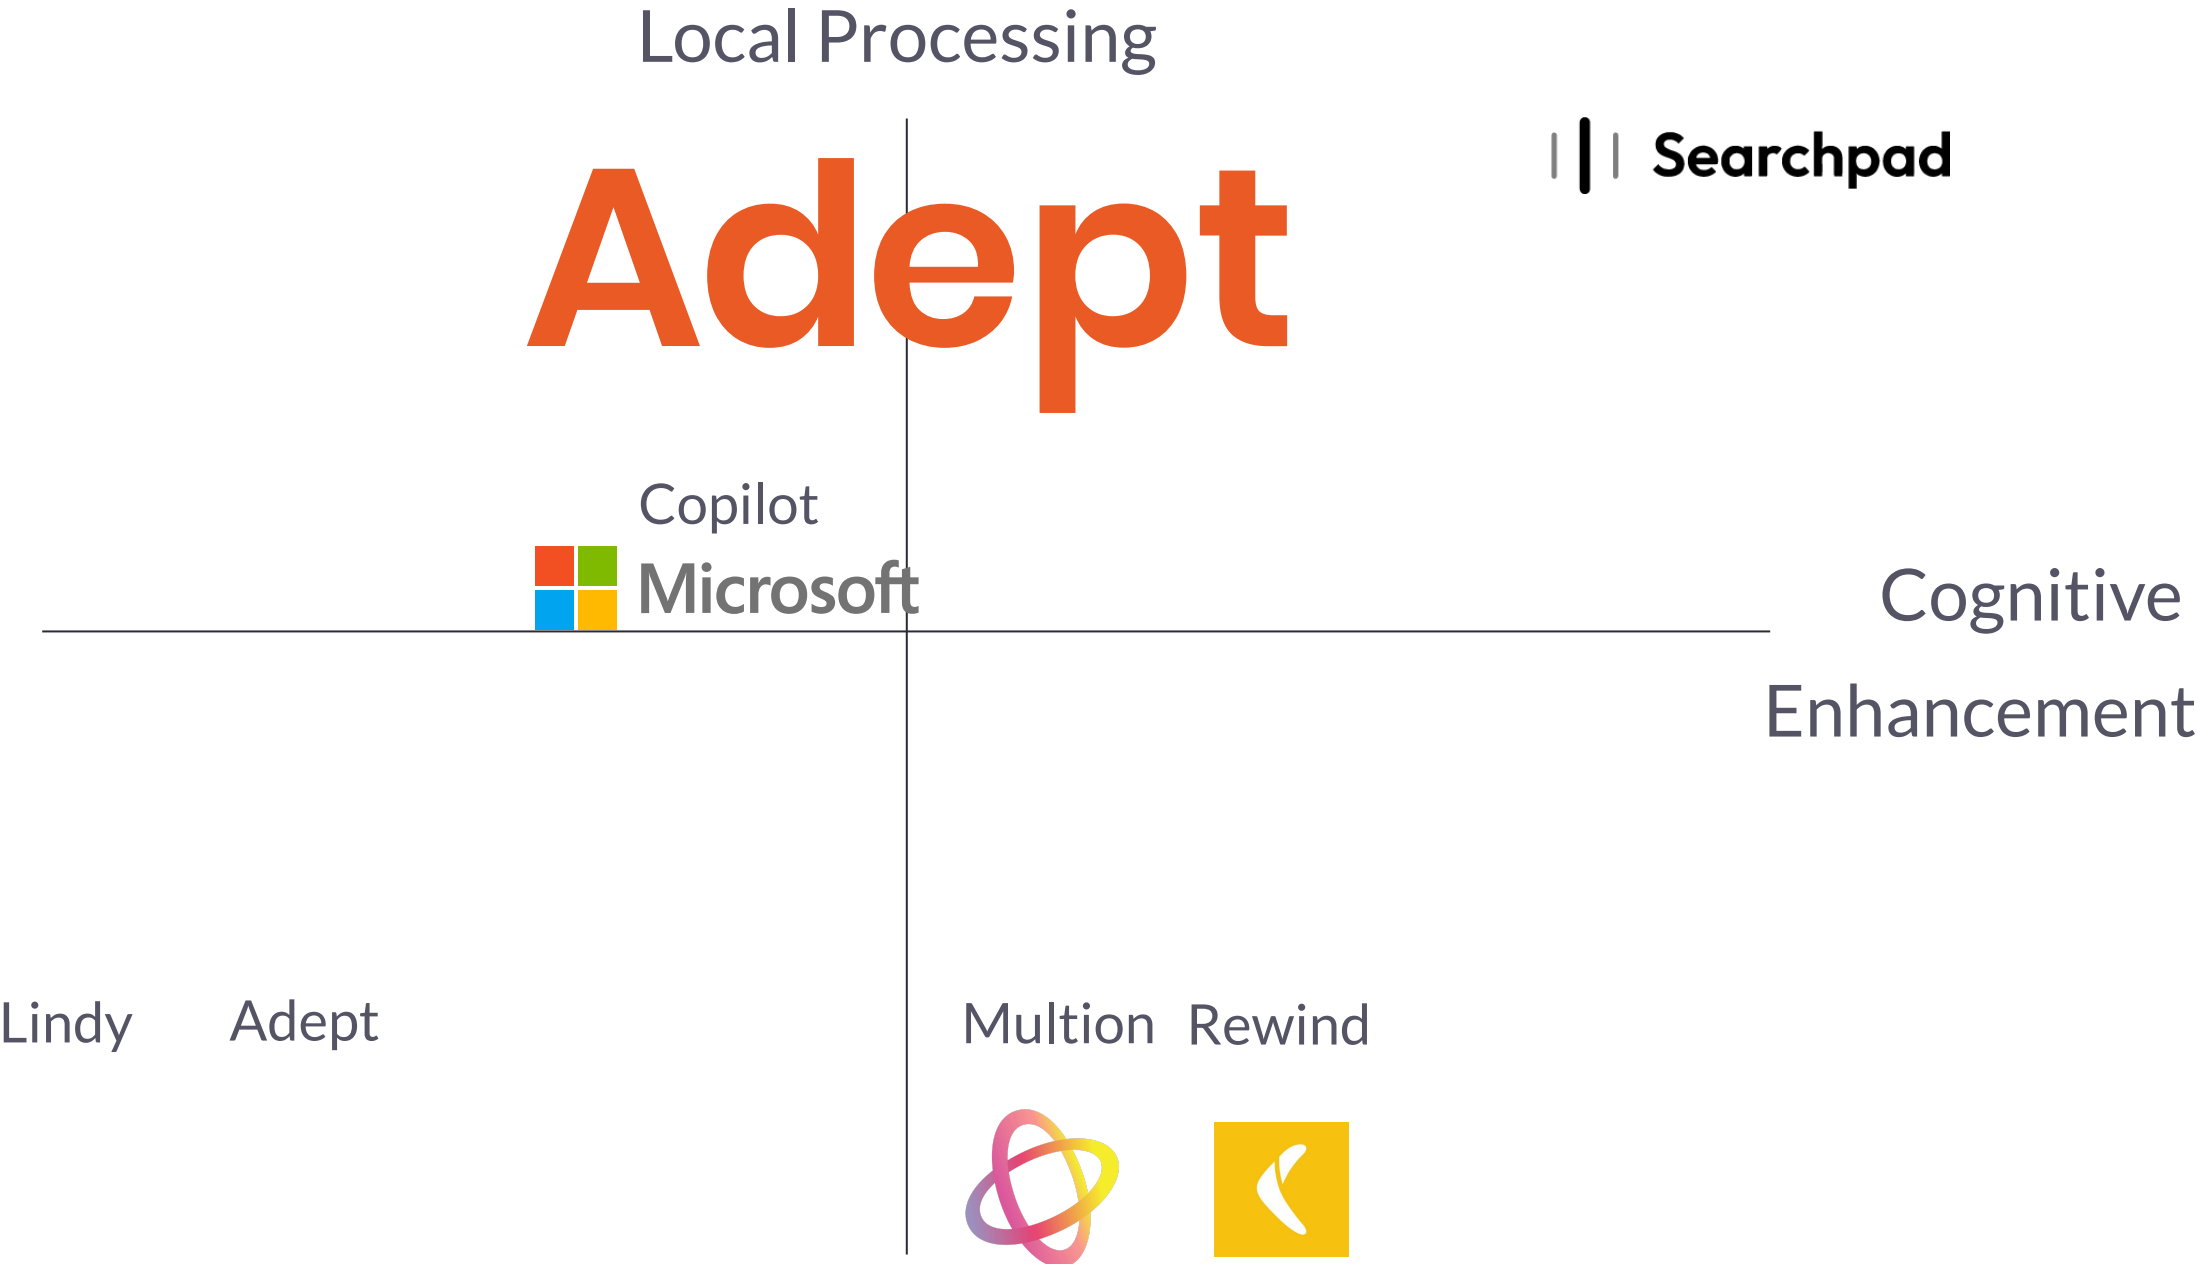 Local Processing
Searchpad
Adept
Copilot
Microsoft
Cognitive
Enhancement
Lindy
Adept
Multion
Rewind